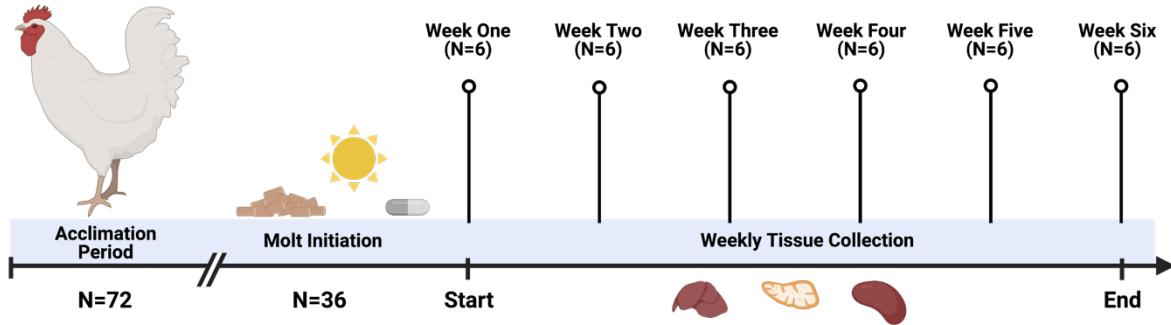 Week One
(N=6)
Week Two
(N=6)
Week Three
(N=6)
Week Four
(N=6)
Week Five
(N=6)
Week Six
(N=6)
Acclimation
Period
Molt Initiation
Weekly Tissue Collection
N=72
N=36
Start
End